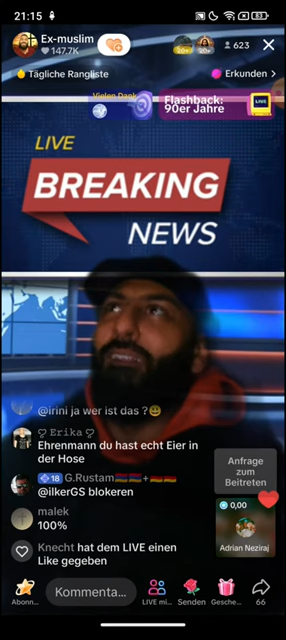 21:15
83
Ex-muslim
147.7K
20+
20+
623
Tägliche Rangliste
Erkunden
Vielen Dank
Flashback:
90er Jahre
LIVE
LIVE
BREAKING
NEWS
@irini ja wer ist das ?😃
Erika
Ehrenmann du hast echt Eier in
der Hose
18 G.Rustam🇦🇲🇦🇲+🇻🇳🇻🇳
@ilkerGS blokeren
malek
100%
Knecht hat dem LIVE einen
Like gegeben
Anfrage
zum
Beitreten
0,00
Adrian Neziraj
Abonn...
Kommenta...
LIVE mi...
Senden
Gesche...
66